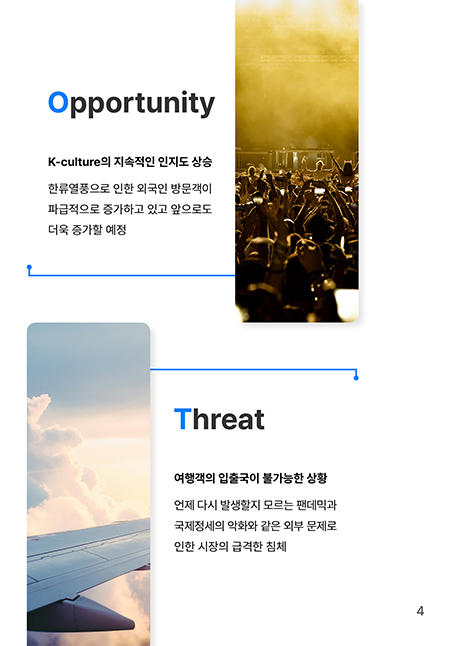 Opportunity
K-culture의 지속적인 인지도 상승
한류열풍으로 인한 외국인 방문객이
파급적으로 증가하고 있고 앞으로도
더욱 증가할 예정
Threat
여행객의 입출국이 불가능한 상황
언제 다시 발생할지 모르는 팬데믹과
국제정세의 악화와 같은 외부 문제로
인한 시장의 급격한 침체
4